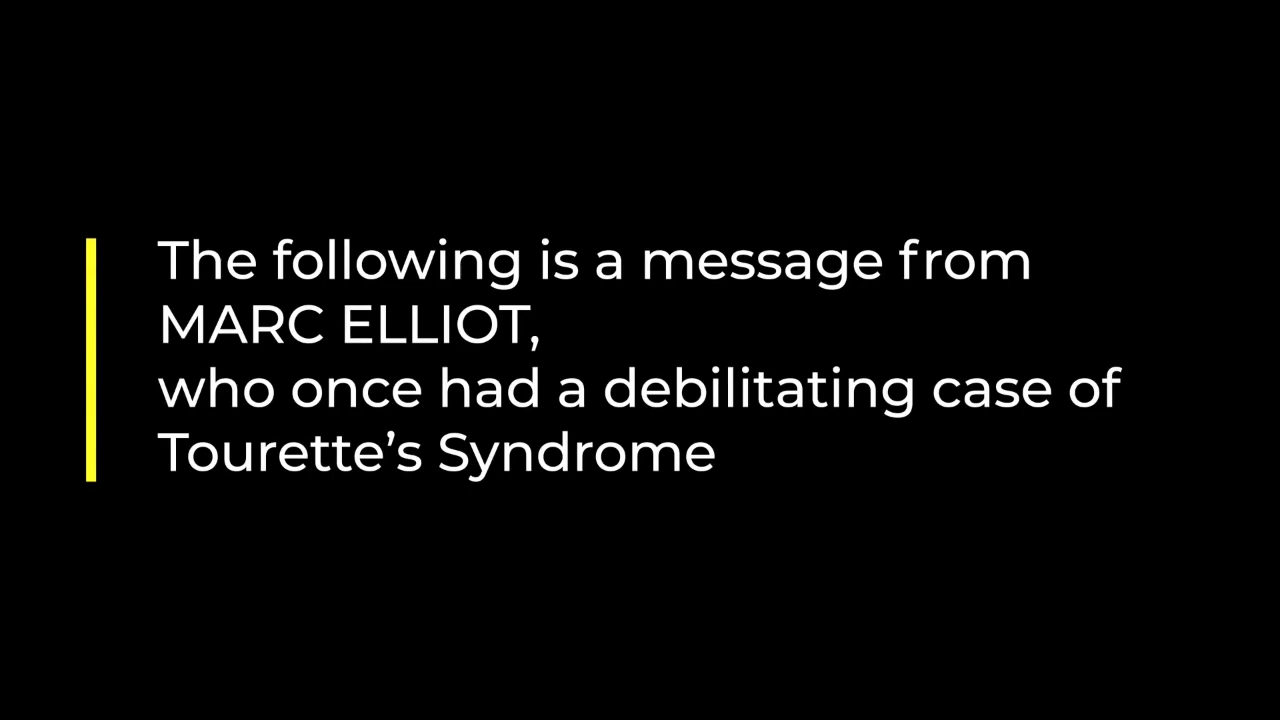 The following is a message from
MARC ELLIOT,
who once had a debilitating case of
Tourette’s Syndrome